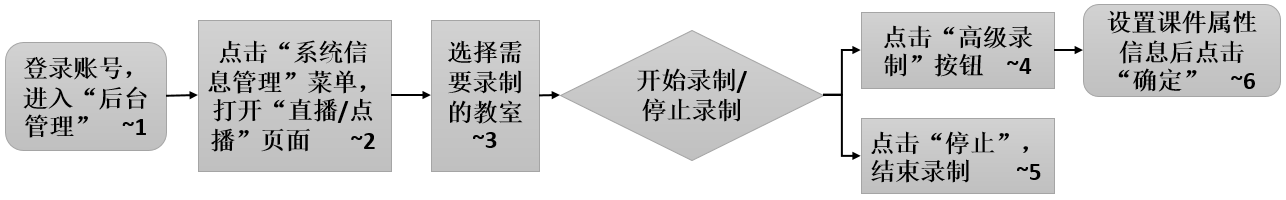 登录账号，
进入“后台
管理” ~1
点击“系统信
息管理”菜单，
打开“直播/点
播”页面 ~2
选择需
要录制
的教室
~3
开始录制/
停止录制
点击“高级录
制”按钮 ~4
点击“停止”，
结束录制 ~5
设置课件属性
信息后点击
“确定” ~6